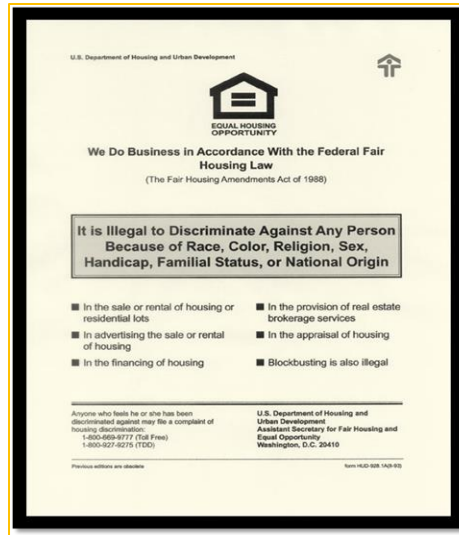 U.S. Department of Housing and Urban Development
EQUAL HOUSING
OPPORTUNITY
We Do Business in Accordance With the Federal Fair
Housing Law
(The Fair Housing Amendments Act of 1988)
It is Illegal to Discriminate Against Any Person
Because of Race, Color, Religion, Sex,
Handicap, Familial Status, or National Origin
In the sale or rental of housing or
residential lots
In advertising the sale or rental
of housing
In the financing of housing
In the provision of real estate
brokerage services
In the appraisal of housing
Blockbusting is also illegal
Anyone who feels he or she has been
discriminated against may file a complaint of
housing discrimination:
1-800-669-9777 (Toll Free)
1-800-927-9275 (TDD)
U.S. Department of Housing and
Urban Development
Assistant Secretary for Fair Housing and
Equal Opportunity
Washington, D.C. 20410
Previous editions are obsolete
form HUD-928.1A(8-93)